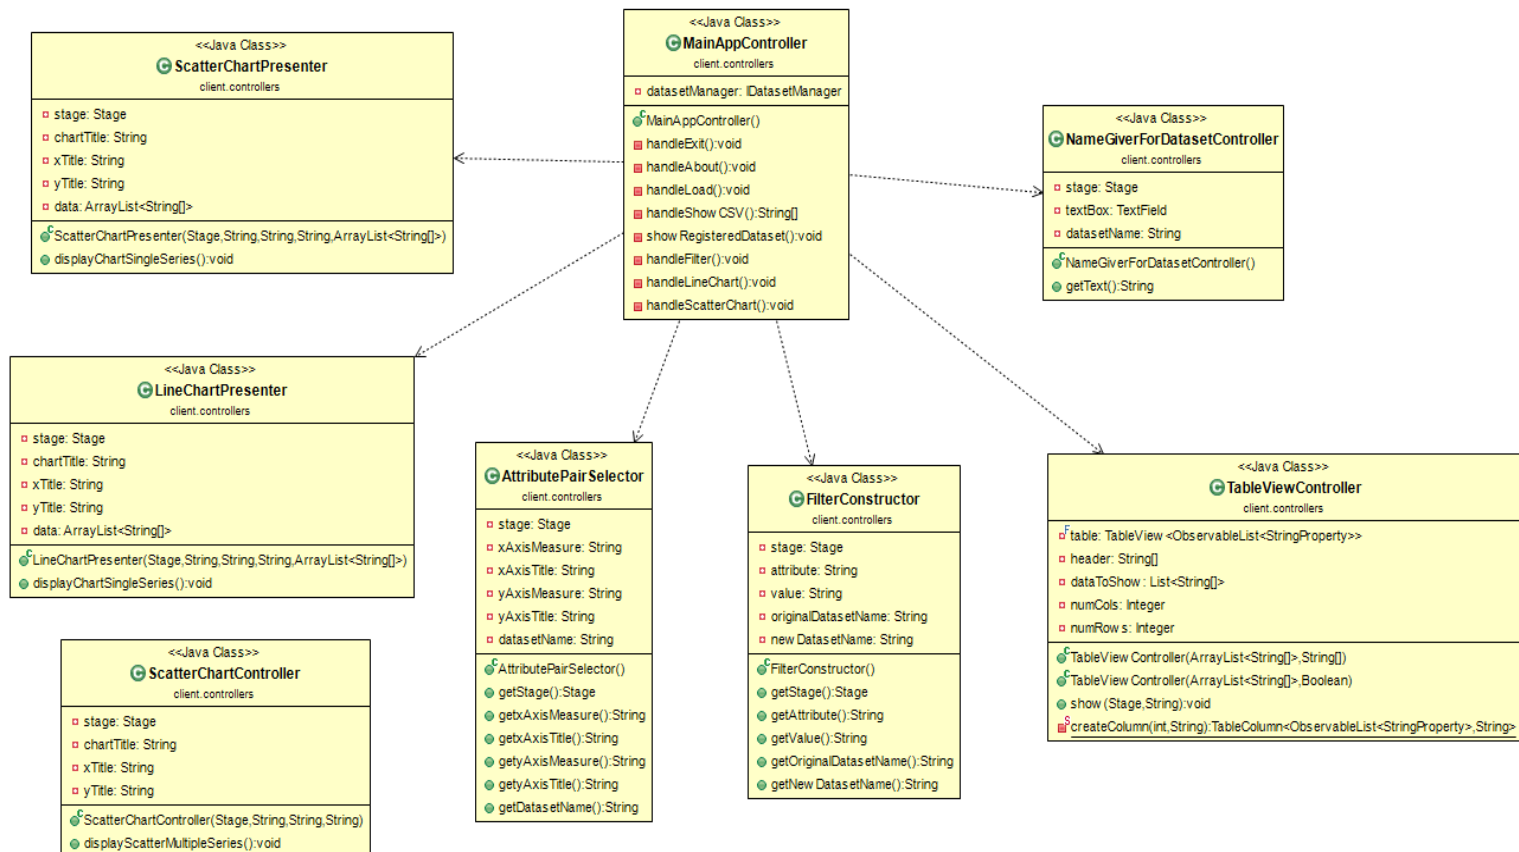 <<Java Class>>
MainAppController
client.controllers
datasetManager: IDatasetManager
MainAppController()
handleExit():void
handleAbout():void
handleLoad():void
handleShowCSV():String[]
showRegisteredDataset():void
handleFilter():void
handleLineChart():void
handleScatterChart():void
<<Java Class>>
ScatterChartPresenter
client.controllers
stage: Stage
chartTitle: String
xTitle: String
yTitle: String
data: ArrayList<String[]>
ScatterChartPresenter(Stage,String,String,String,ArrayList<String[]>)
displayChartSingleSeries():void
<<Java Class>>
NameGiverForDatasetController
client.controllers
stage: Stage
textBox: TextField
datasetName: String
NameGiverForDatasetController()
getText():String
<<Java Class>>
LineChartPresenter
client.controllers
stage: Stage
chartTitle: String
xTitle: String
yTitle: String
data: ArrayList<String[]>
LineChartPresenter(Stage,String,String,String,ArrayList<String[]>)
displayChartSingleSeries():void
<<Java Class>>
AttributePairSelector
client.controllers
stage: Stage
xAxisMeasure: String
xAxisTitle: String
yAxisMeasure: String
yAxisTitle: String
datasetName: String
AttributePairSelector()
getStage():Stage
getxAxisMeasure():String
getxAxisTitle():String
getyAxisMeasure():String
getyAxisTitle():String
getDatasetName():String
<<Java Class>>
FilterConstructor
client.controllers
stage: Stage
attribute: String
value: String
originalDatasetName: String
newDatasetName: String
FilterConstructor()
getStage():Stage
getAttribute():String
getValue():String
getOriginalDatasetName():String
getNewDatasetName():String
<<Java Class>>
TableViewController
client.controllers
table: TableView<ObservableList<StringProperty>>
header: String[]
dataToShow: List<String[]>
numCols: Integer
numRows: Integer
TableViewController(ArrayList<String[]>,String[])
TableViewController(ArrayList<String[]>,Boolean)
show(Stage,String):void
createColumn(int,String):TableColumn<ObservableList<StringProperty>,String>
<<Java Class>>
ScatterChartController
client.controllers
stage: Stage
chartTitle: String
xTitle: String
yTitle: String
ScatterChartController(Stage,String,String,String)
displayScatterMultipleSeries():void